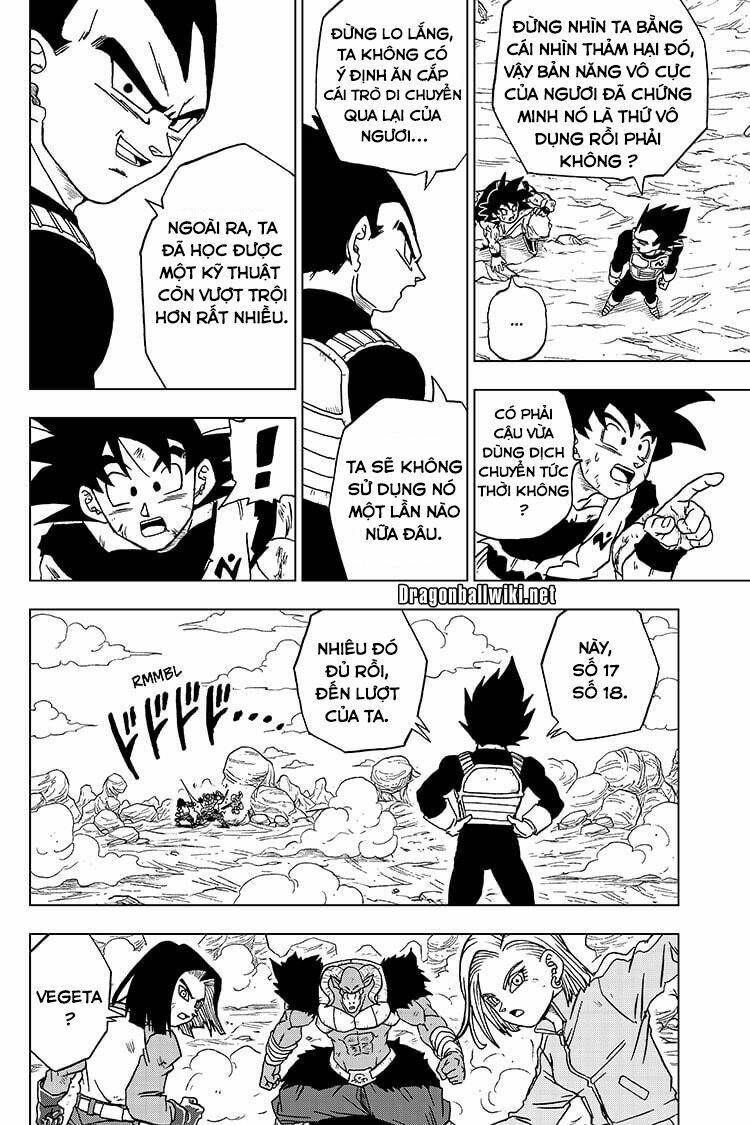 ĐỪNG NHÌN TA BẰNG
CÁI NHÌN THẢM HẠI ĐÓ,
VẬY BẢN NĂNG VÔ CỰC
CỦA NGƯƠI ĐÃ CHỨNG
MINH NÓ LÀ THỨ VÔ
DỤNG RỒI PHẢI
KHÔNG ?
...
CÓ PHẢI
CẬU VỪA
DÙNG DỊCH
CHUYỂN TỨC
THỜI KHÔNG
?
ĐỪNG LO LẮNG,
TA KHÔNG CÓ
Ý ĐỊNH ĂN CẮP
CÁI TRÒ DI CHUYỂN
QUA LẠI CỦA
NGƯƠI...
TA SẼ KHÔNG
SỬ DỤNG NÓ
MỘT LẦN NÀO
NỮA ĐÂU.
NGOÀI RA, TA
ĐÃ HỌC ĐƯỢC
MỘT KỸ THUẬT
CÒN VƯỢT TRỘI
HƠN RẤT NHIỀU.
!!
Dragonballwiki.net
NÀY,
SỐ 17
SỐ 18.
NHIÊU ĐÓ
ĐỦ RỒI,
ĐẾN LƯỢT
CỦA TA.
RMMBL
ドドドド....
VEGETA
?